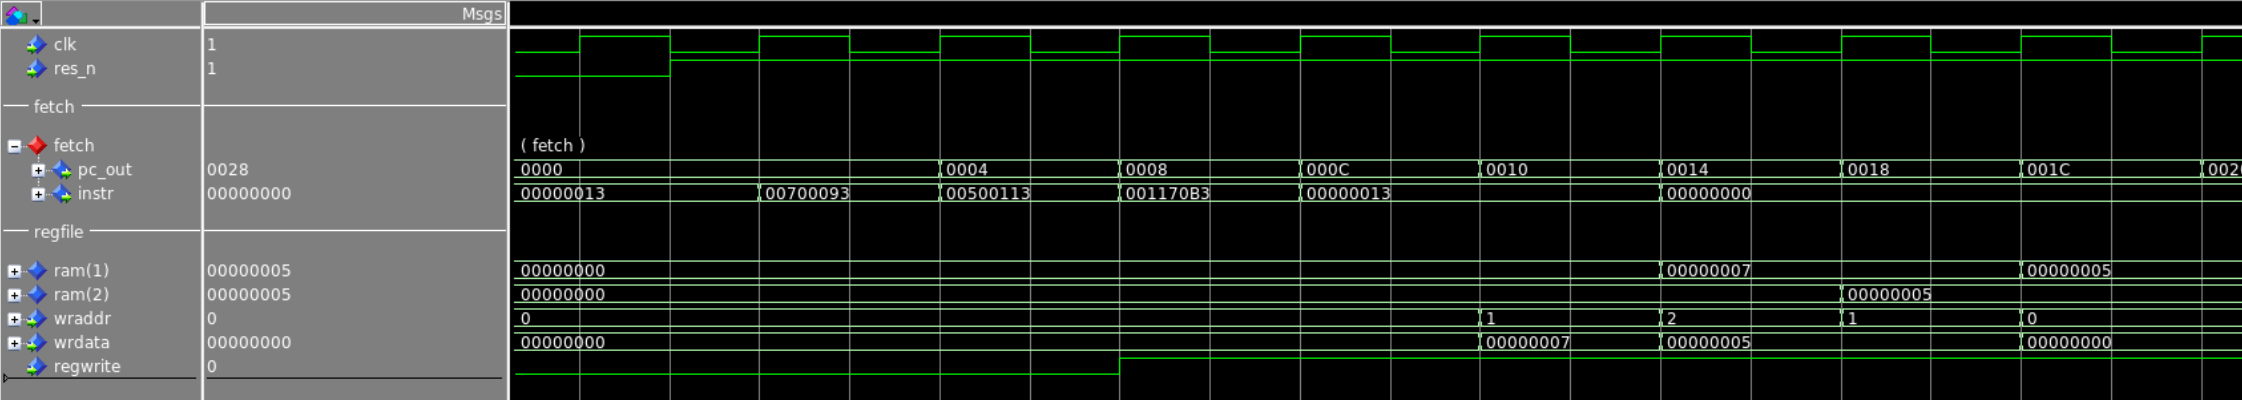 Msgs
clk 1
res_n 1
fetch
fetch ( fetch )
pc_out 0028 0000 0004 0008 000C 0010 0014 0018 001C
instr 00000000 00000013 00700093 00500113 001170B3 00000013 00000000
regfile
ram(1) 00000005 00000000 00000007 00000005
ram(2) 00000005 00000000 00000005
wraddr 0 0 1 2 1 0
wrdata 00000000 00000000 00000007 00000005 00000000
regwrite 0